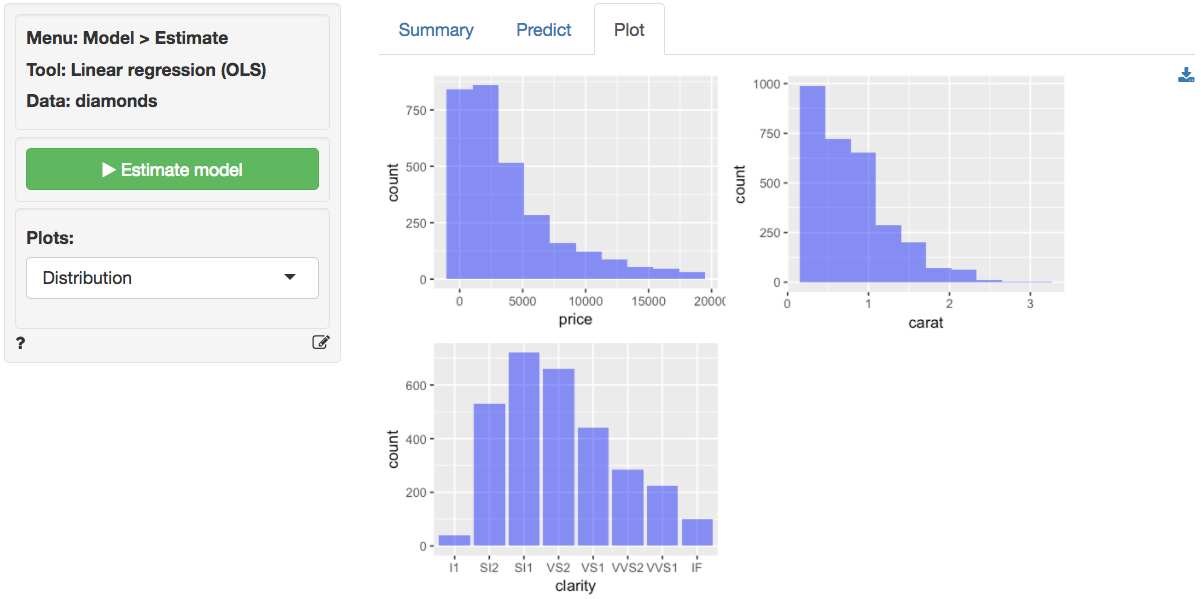 Menu: Model > Estimate
Tool: Linear regression (OLS)
Data: diamonds
Estimate model
Plots:
Distribution
?
Summary Predict Plot
750
500
250
0
count
0 5000 10000 15000 20000
price
1000
750
500
250
0
count
0 1 2 3
carat
600
400
200
0
count
I1 SI2 SI1 VS2 VS1 VVS2 VVS1 IF
clarity